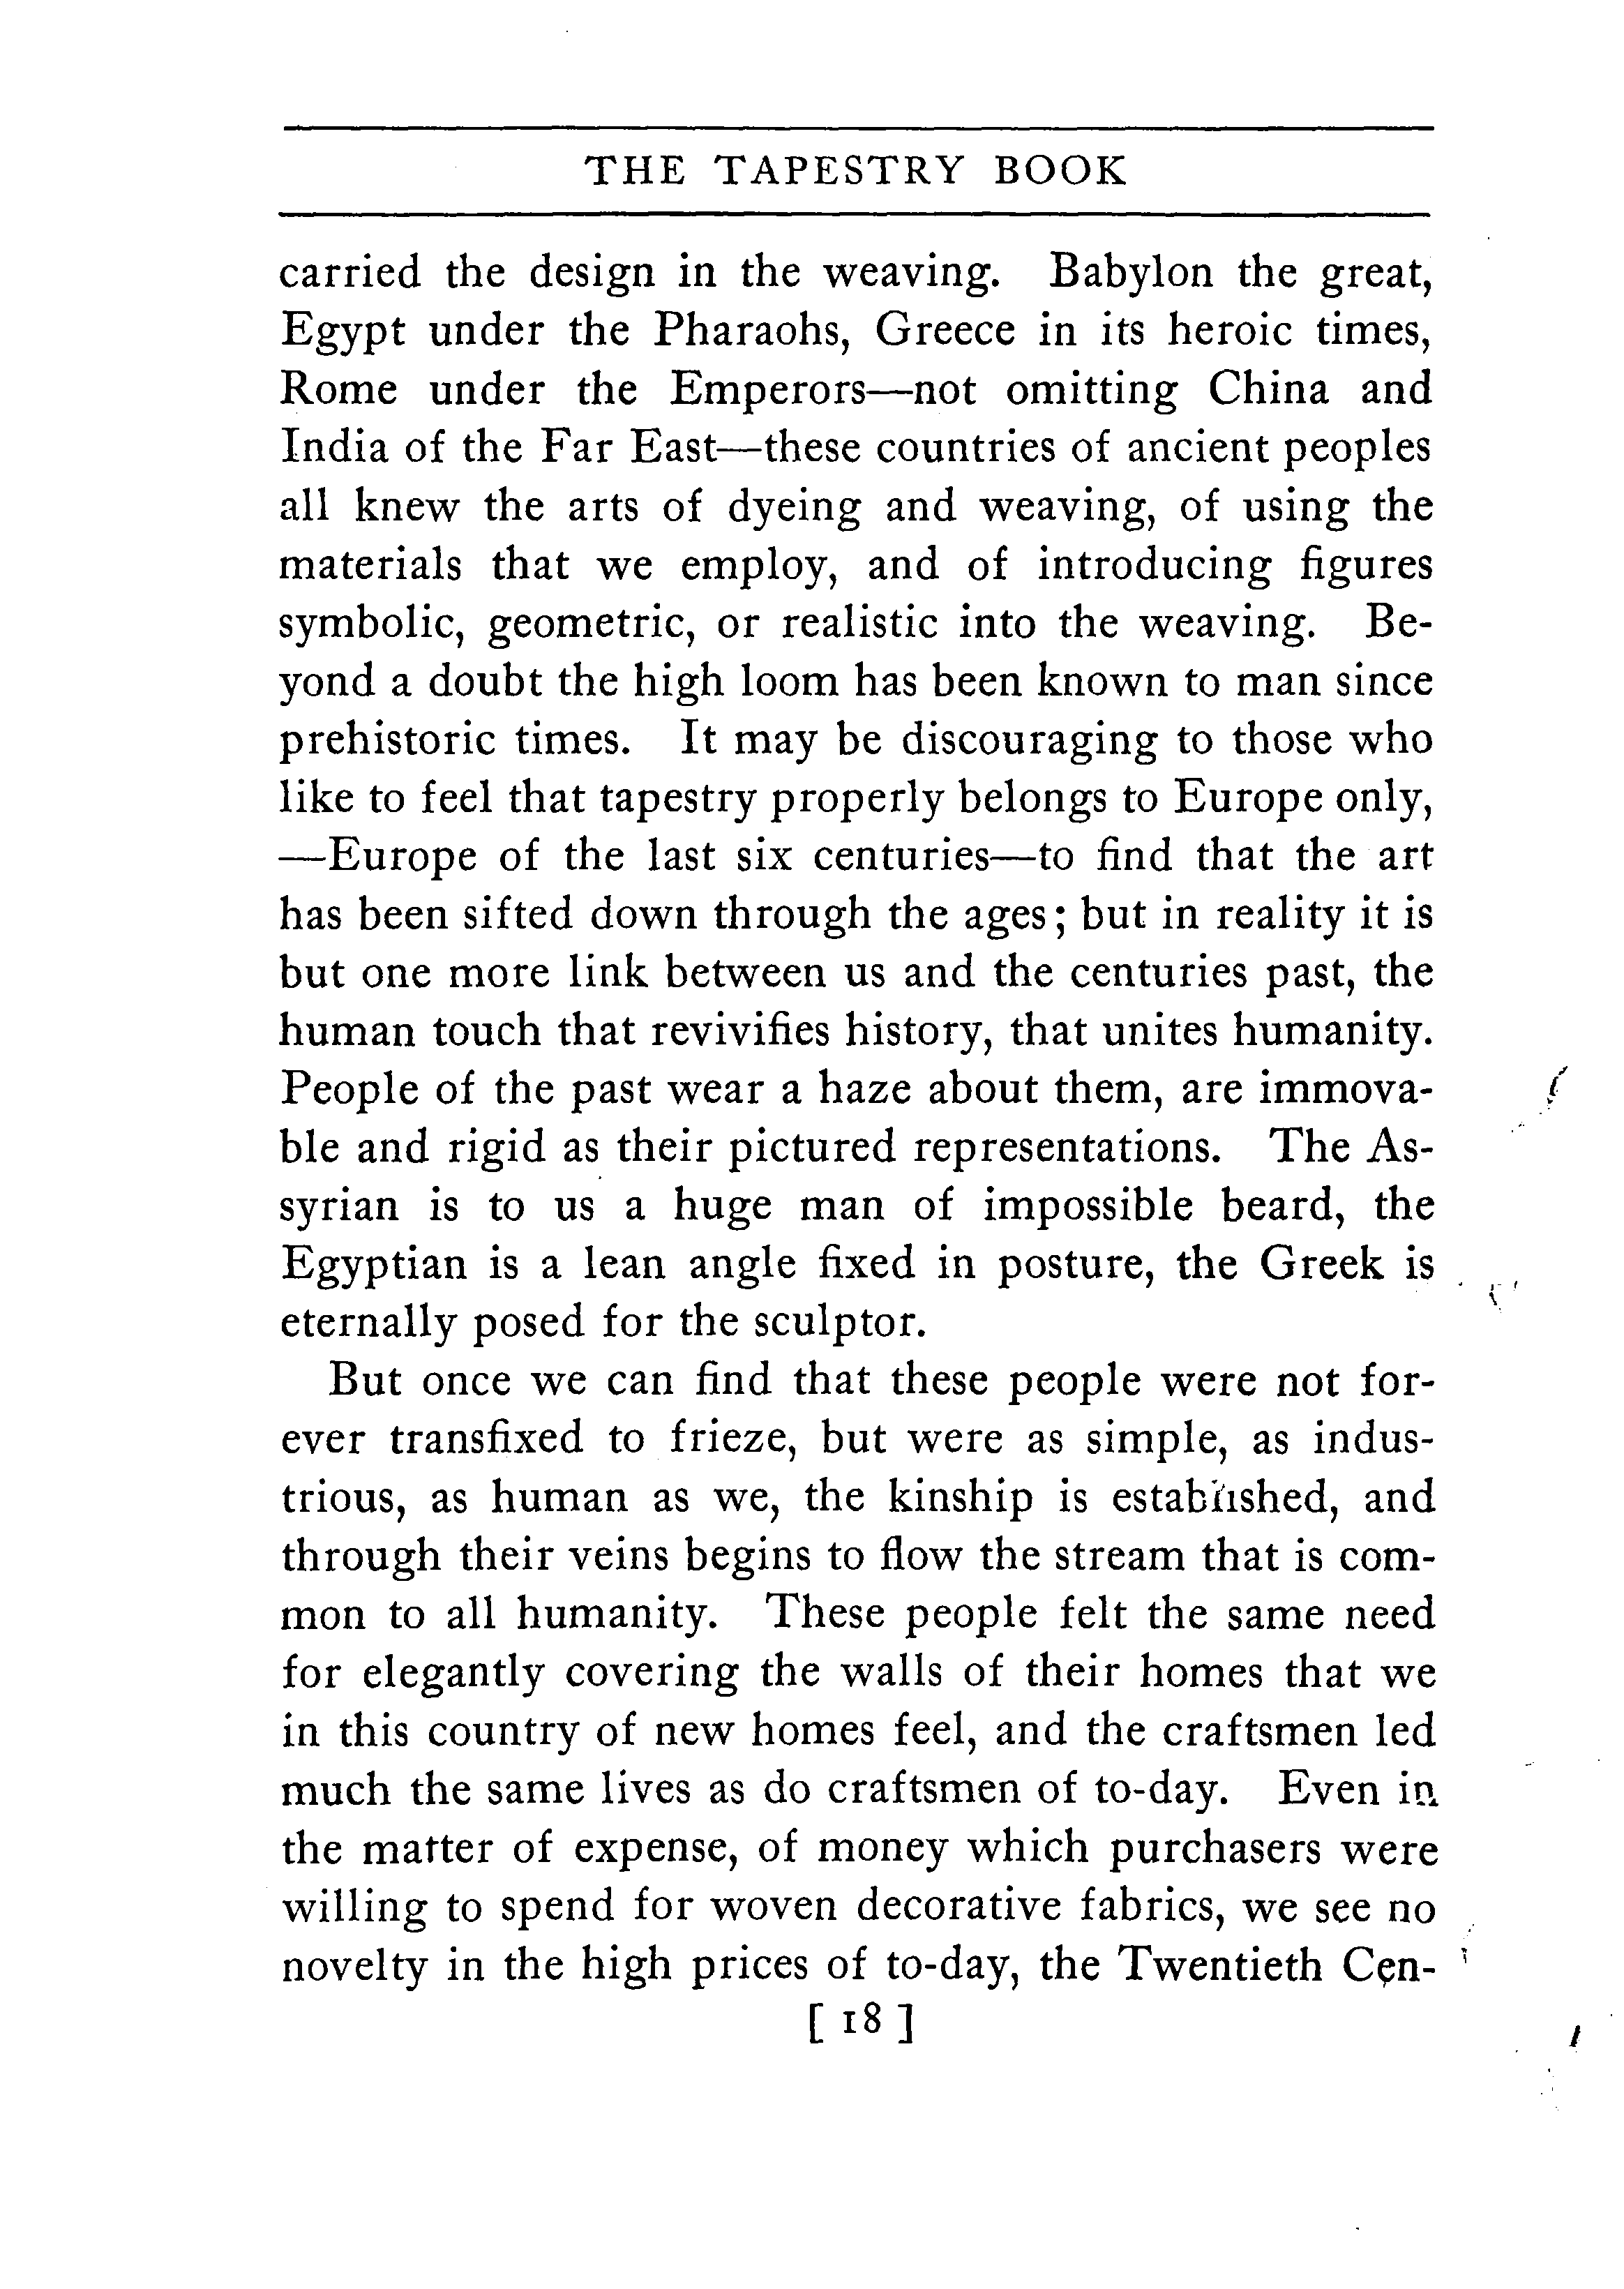 THE TAPESTRY BOOK
carried the design in the weaving. Babylon the great,
Egypt under the Pharaohs, Greece in its heroic times,
Rome under the Emperors—not omitting China and
India of the Far East—these countries of ancient peoples
all knew the arts of dyeing and weaving, of using the
materials that we employ, and of introducing figures
symbolic, geometric, or realistic into the weaving. Be-
yond a doubt the high loom has been known to man since
prehistoric times. It may be discouraging to those who
like to feel that tapestry properly belongs to Europe only,
—Europe of the last six centuries—to find that the art
has been sifted down through the ages; but in reality it is
but one more link between us and the centuries past, the
human touch that revivifies history, that unites humanity.
People of the past wear a haze about them, are immova-
ble and rigid as their pictured representations. The As-
syrian is to us a huge man of impossible beard, the
Egyptian is a lean angle fixed in posture, the Greek is
eternally posed for the sculptor.
But once we can find that these people were not for-
ever transfixed to frieze, but were as simple, as indus-
trious, as human as we, the kinship is established, and
through their veins begins to flow the stream that is com-
mon to all humanity. These people felt the same need
for elegantly covering the walls of their homes that we
in this country of new homes feel, and the craftsmen led
much the same lives as do craftsmen of to-day. Even in
the matter of expense, of money which purchasers were
willing to spend for woven decorative fabrics, we see no
novelty in the high prices of to-day, the Twentieth Cen-
[ 18 ]